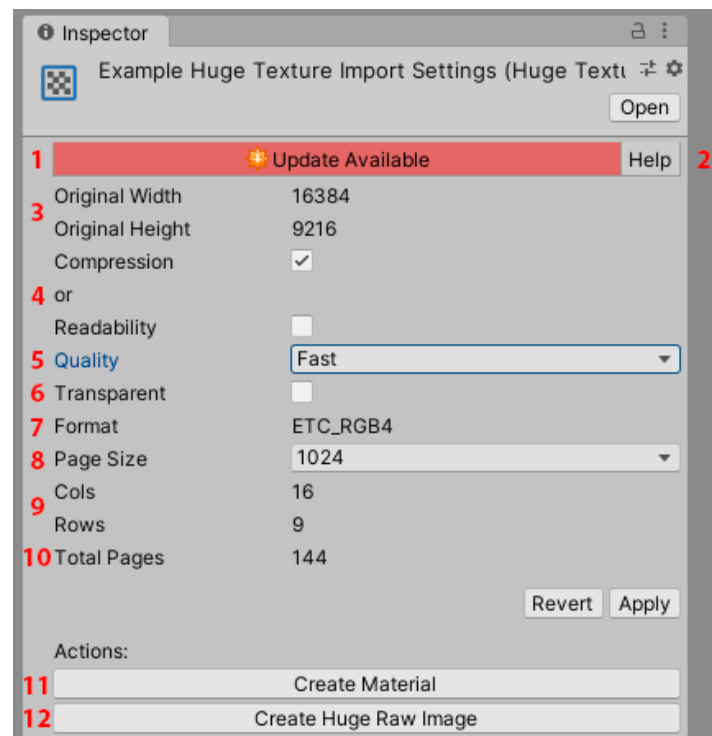 Inspector
Example Huge Texture Import Settings (Huge Textu
Open
1 Update Available Help 2
Original Width 16384
3
Original Height 9216
Compression
4 or
Readability
5 Quality Fast
6 Transparent
7 Format ETC_RGB4
8 Page Size 1024
Cols 16
9
Rows 9
10 Total Pages 144
Revert Apply
Actions:
11 Create Material
12 Create Huge Raw Image